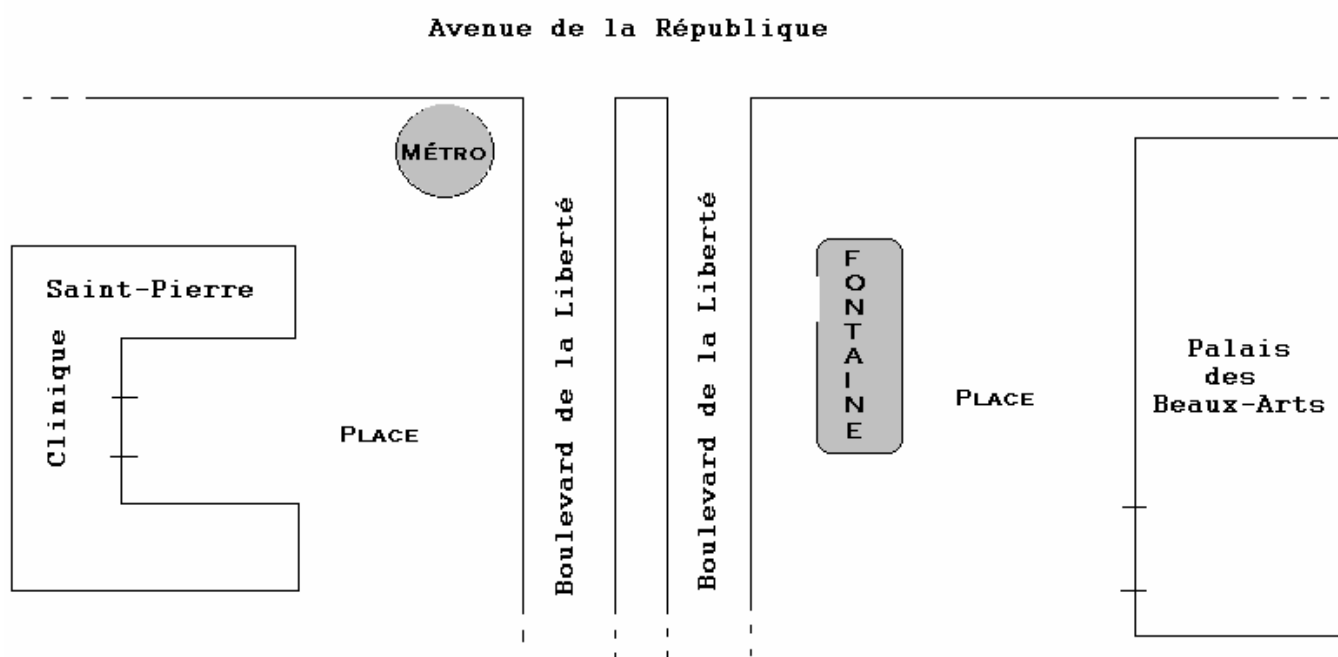 Avenue de la République
MÉTRO
Saint-Pierre
Clinique
PLACE
Boulevard de la Liberté
Boulevard de la Liberté
FONTAINE
PLACE
Palais
des
Beaux-Arts